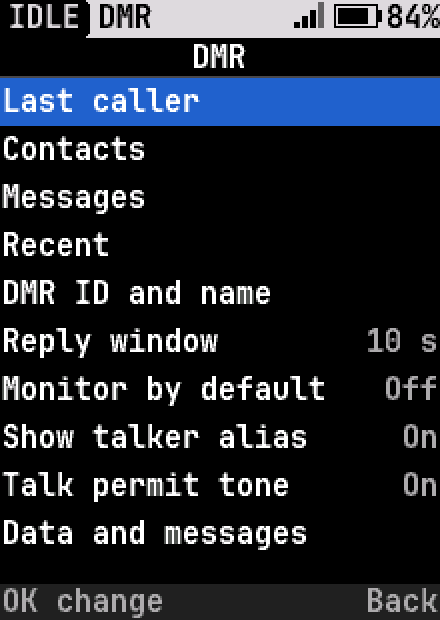 IDLE DMR 84%
DMR
Last caller
Contacts
Messages
Recent
DMR ID and name
Reply window 10 s
Monitor by default Off
Show talker alias On
Talk permit tone On
Data and messages
OK change Back